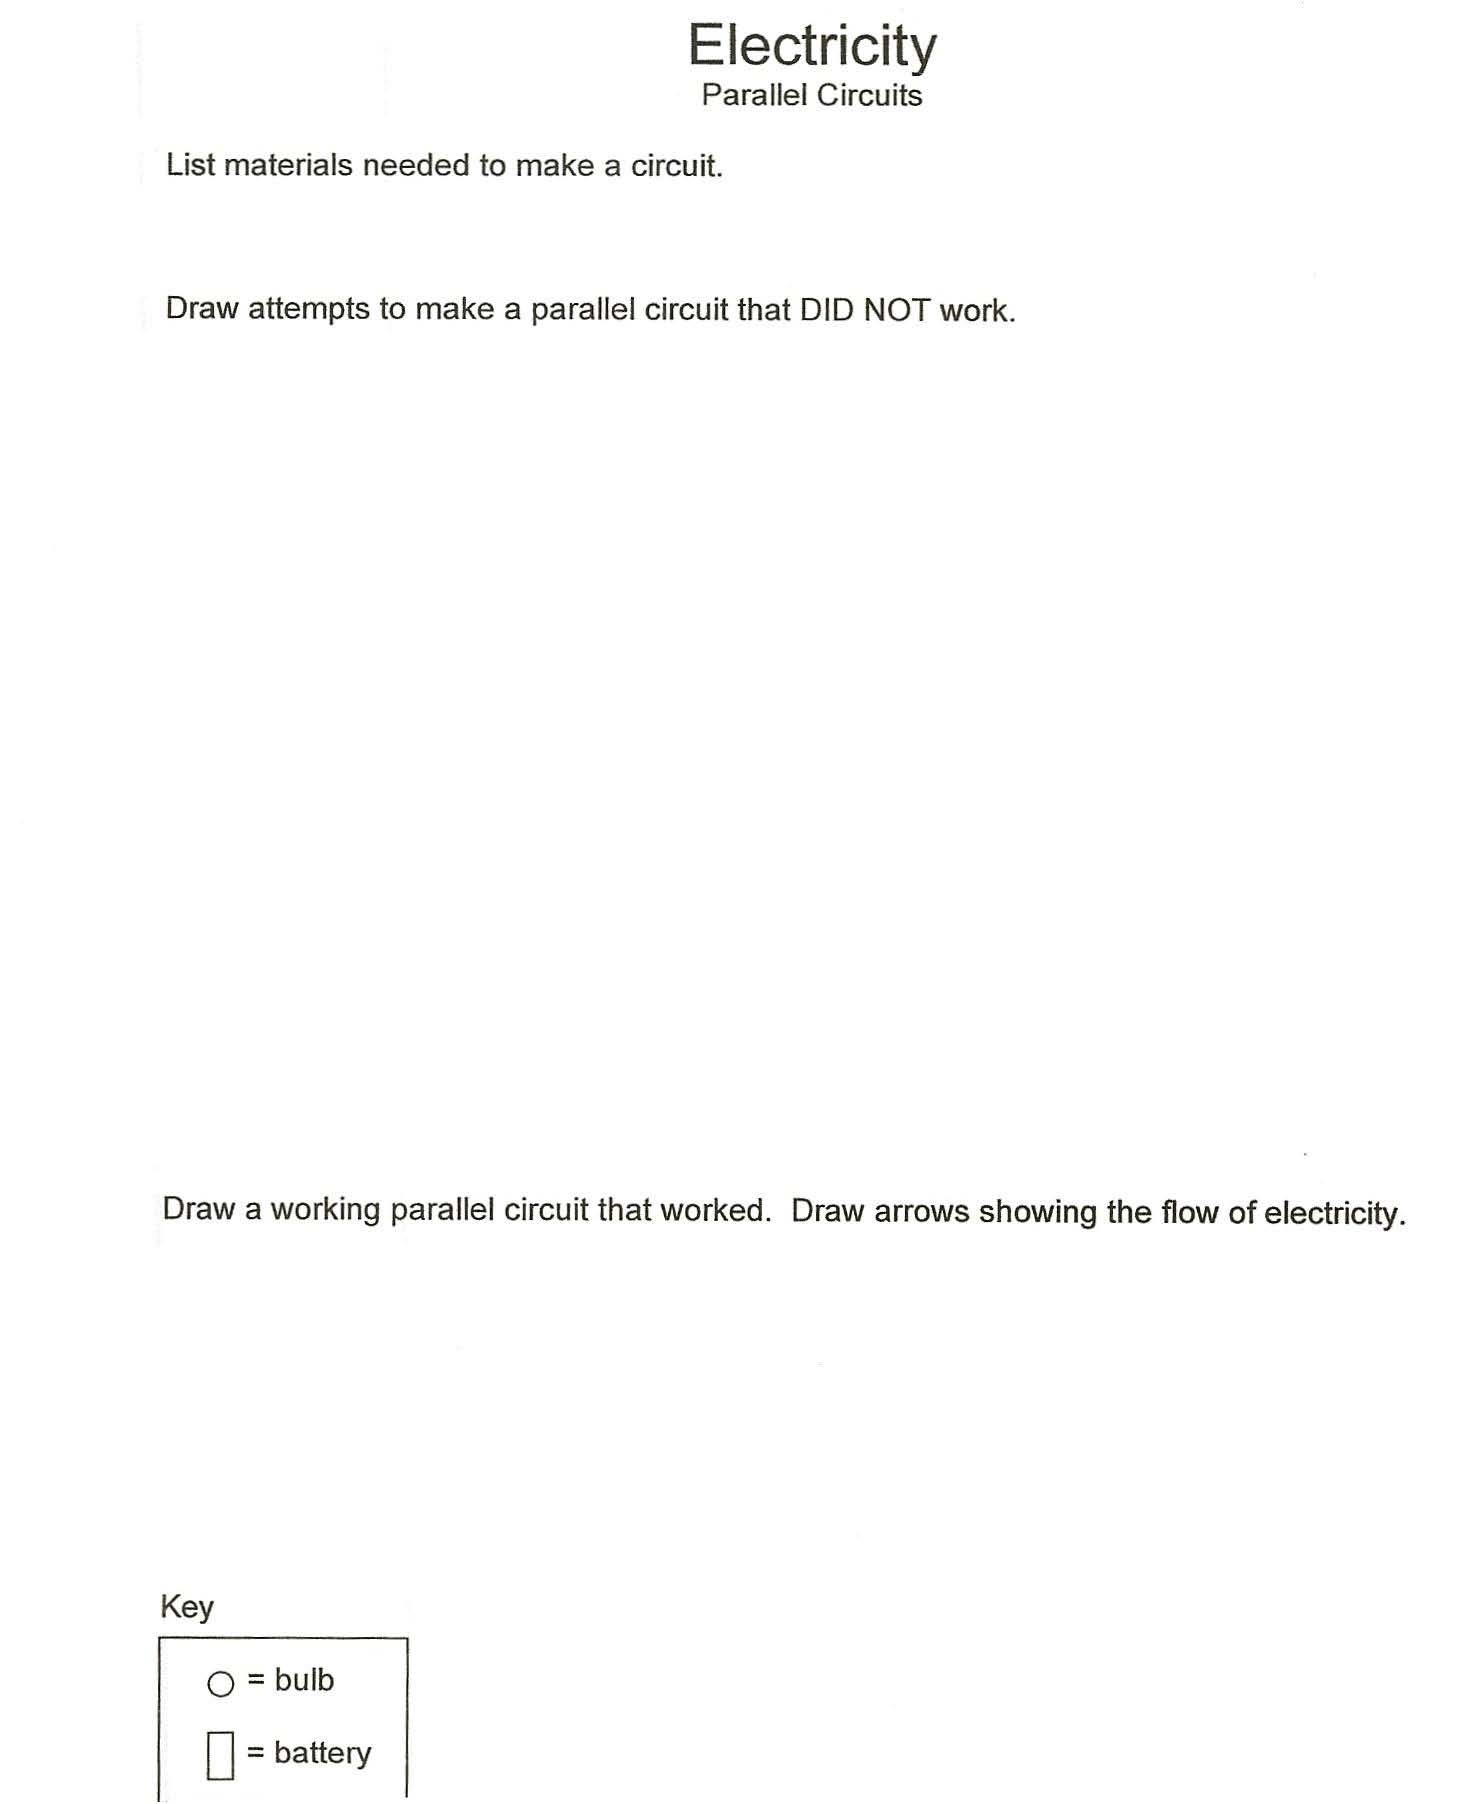 Electricity
Parallel Circuits
List materials needed to make a circuit.
Draw attempts to make a parallel circuit that DID NOT work.
Draw a working parallel circuit that worked. Draw arrows showing the flow of electricity.
Key
= bulb
= battery